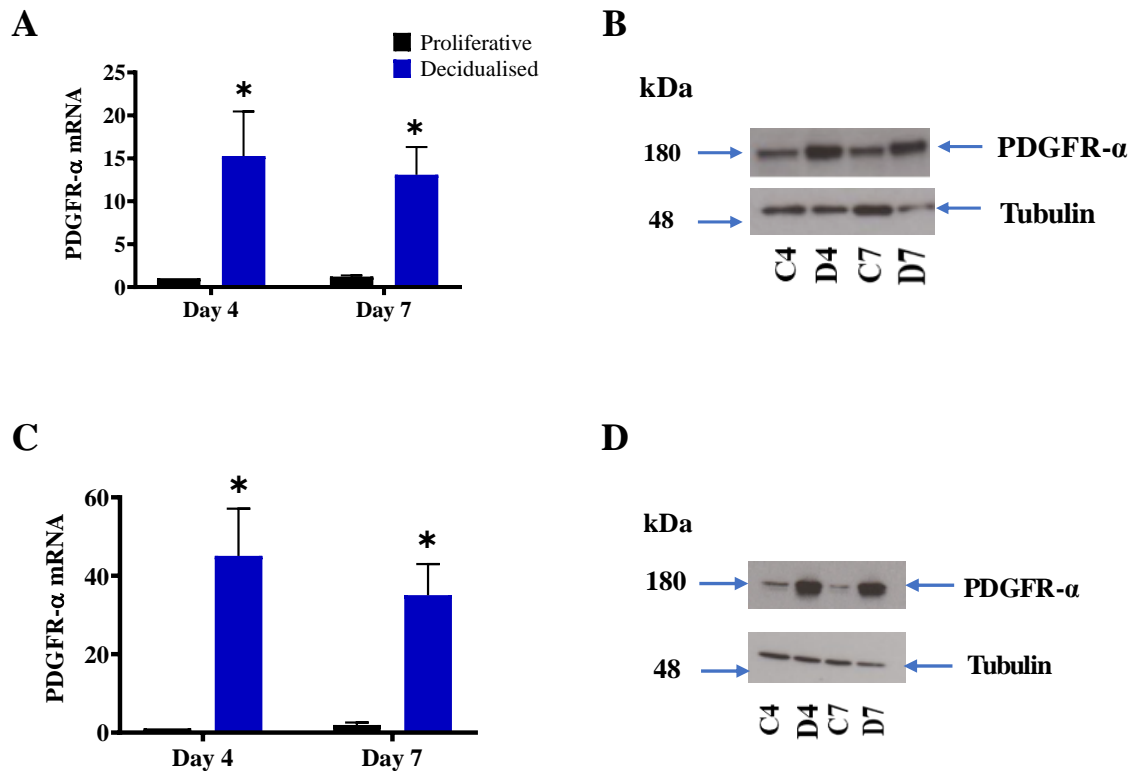 A
Proliferative
Decidualised
PDGFR-α mRNA
25
20
15
10
5
0
*
*
Day 4
Day 7
B
kDa
180
PDGFR-α
48
Tubulin
C4
D4
C7
D7
C
PDGFR-α mRNA
60
40
20
0
*
*
Day 4
Day 7
D
kDa
180
PDGFR-α
48
Tubulin
C4
D4
C7
D7